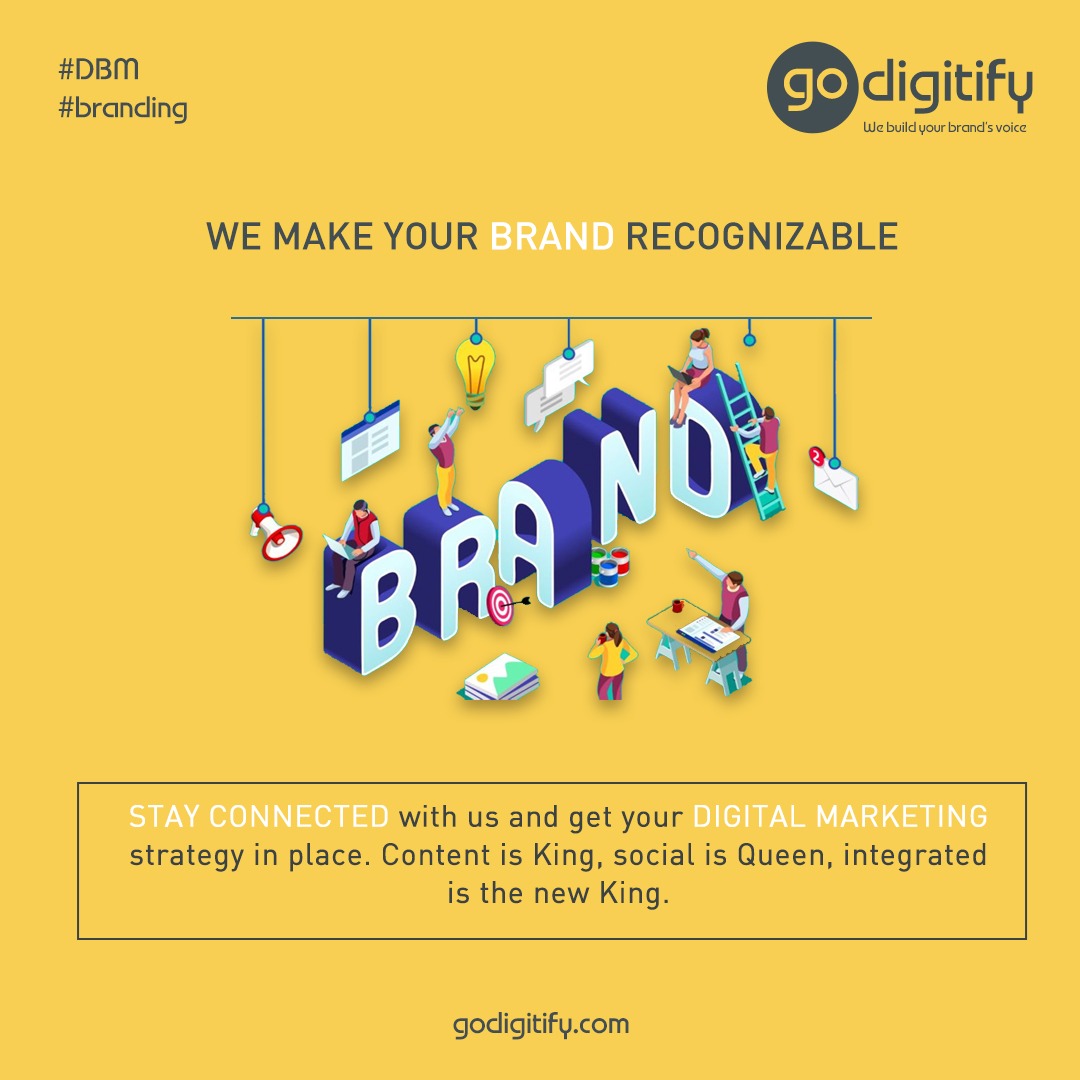 #DBM
#branding
go digitify
We build your brand's voice
WE MAKE YOUR BRAND RECOGNIZABLE
2
BRAND
STAY CONNECTED with us and get your DIGITAL MARKETING
strategy in place. Content is King, social is Queen, integrated
is the new King.
godigitify.com